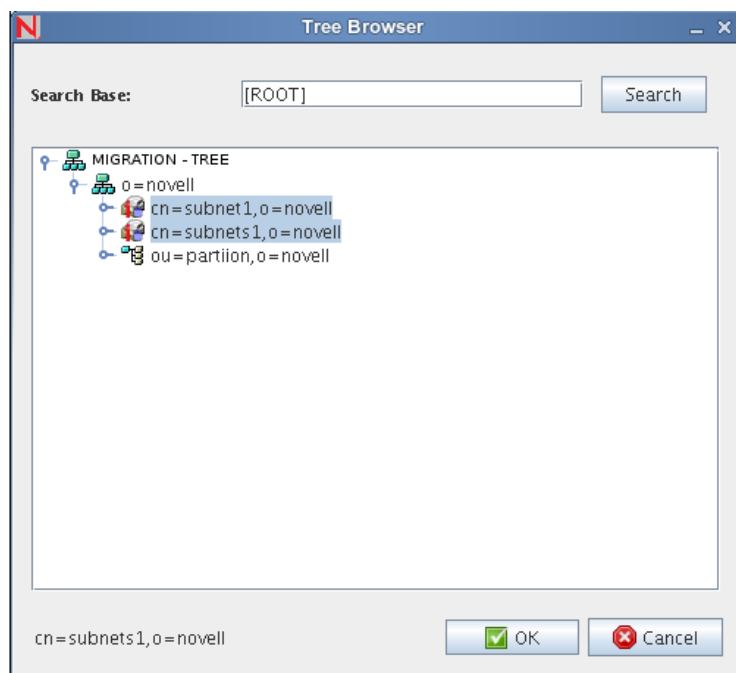 Tree Browser
Search Base: [ROOT] Search
MIGRATION - TREE
o=novell
cn=subnet1,o=novell
cn=subnets1,o=novell
ou=partiion,o=novell
cn=subnets1,o=novell OK Cancel